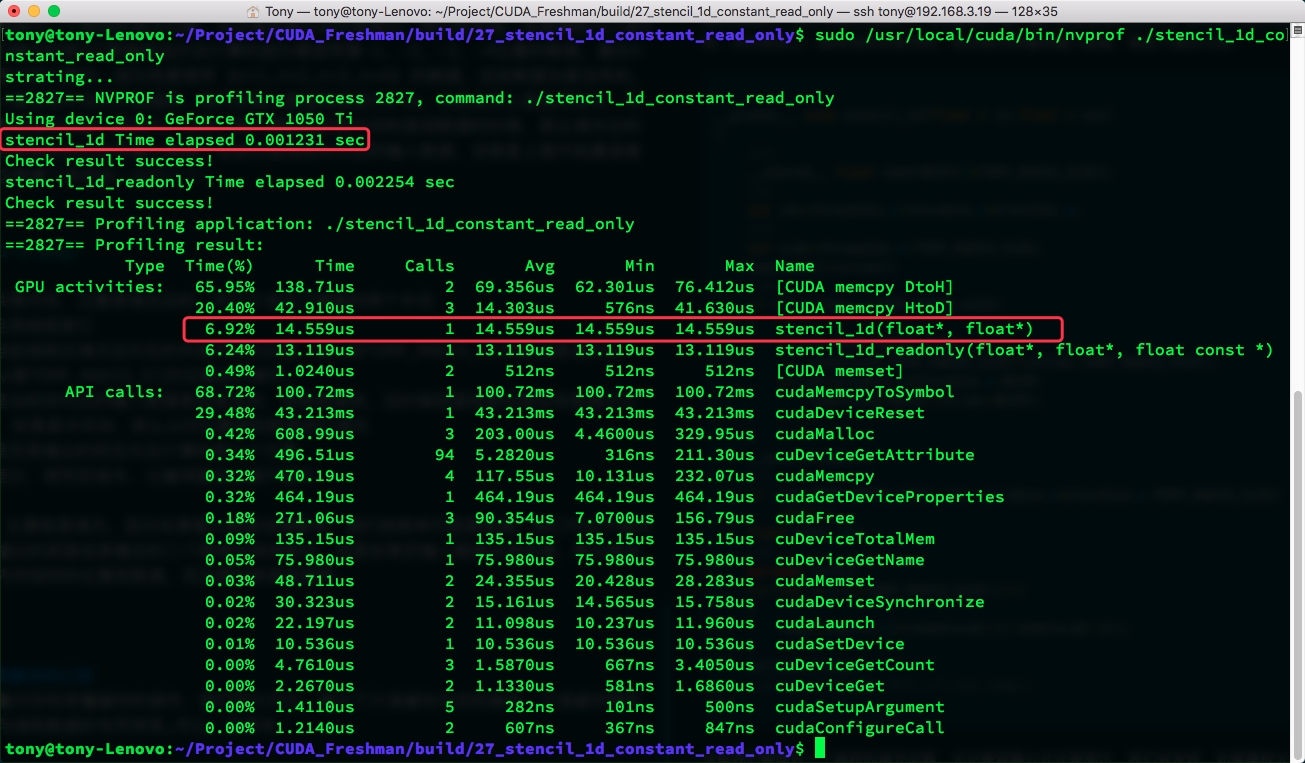 Tony — tony@tony-Lenovo: ~/Project/CUDA_Freshman/build/27_stencil_1d_constant_read_only — ssh tony@192.168.3.19 — 128×35
tony@tony-Lenovo:~/Project/CUDA_Freshman/build/27_stencil_1d_constant_read_only$ sudo /usr/local/cuda/bin/nvprof ./stencil_1d_co
nstant_read_only
strating...
==2827== NVPROF is profiling process 2827, command: ./stencil_1d_constant_read_only
Using device 0: GeForce GTX 1050 Ti
stencil_1d Time elapsed 0.001231 sec
Check result success!
stencil_1d_readonly Time elapsed 0.002254 sec
Check result success!
==2827== Profiling application: ./stencil_1d_constant_read_only
==2827== Profiling result:
Type Time(%) Time Calls Avg Min Max Name
GPU activities: 65.95% 138.71us 2 69.356us 62.301us 76.412us [CUDA memcpy DtoH]
20.40% 42.910us 3 14.303us 576ns 41.630us [CUDA memcpy HtoD]
6.92% 14.559us 1 14.559us 14.559us 14.559us stencil_1d(float*, float*)
6.24% 13.119us 1 13.119us 13.119us 13.119us stencil_1d_readonly(float*, float*, float const *)
0.49% 1.0240us 2 512ns 512ns 512ns [CUDA memset]
API calls: 68.72% 100.72ms 1 100.72ms 100.72ms 100.72ms cudaMemcpyToSymbol
29.48% 43.213ms 1 43.213ms 43.213ms 43.213ms cudaDeviceReset
0.42% 608.99us 3 203.00us 4.4600us 329.95us cudaMalloc
0.34% 496.51us 94 5.2820us 316ns 211.30us cuDeviceGetAttribute
0.32% 470.19us 4 117.55us 10.131us 232.07us cudaMemcpy
0.32% 464.19us 1 464.19us 464.19us 464.19us cudaGetDeviceProperties
0.18% 271.06us 3 90.354us 7.0700us 156.79us cudaFree
0.09% 135.15us 1 135.15us 135.15us 135.15us cuDeviceTotalMem
0.05% 75.980us 1 75.980us 75.980us 75.980us cuDeviceGetName
0.03% 48.711us 2 24.355us 20.428us 28.283us cudaMemset
0.02% 30.323us 2 15.161us 14.565us 15.758us cudaDeviceSynchronize
0.02% 22.197us 2 11.098us 10.237us 11.960us cudaLaunch
0.01% 10.536us 1 10.536us 10.536us 10.536us cudaSetDevice
0.00% 4.7610us 3 1.5870us 667ns 3.4050us cuDeviceGetCount
0.00% 2.2670us 2 1.1330us 581ns 1.6860us cuDeviceGet
0.00% 1.4110us 5 282ns 101ns 500ns cudaSetupArgument
0.00% 1.2140us 2 607ns 367ns 847ns cudaConfigureCall
tony@tony-Lenovo:~/Project/CUDA_Freshman/build/27_stencil_1d_constant_read_only$